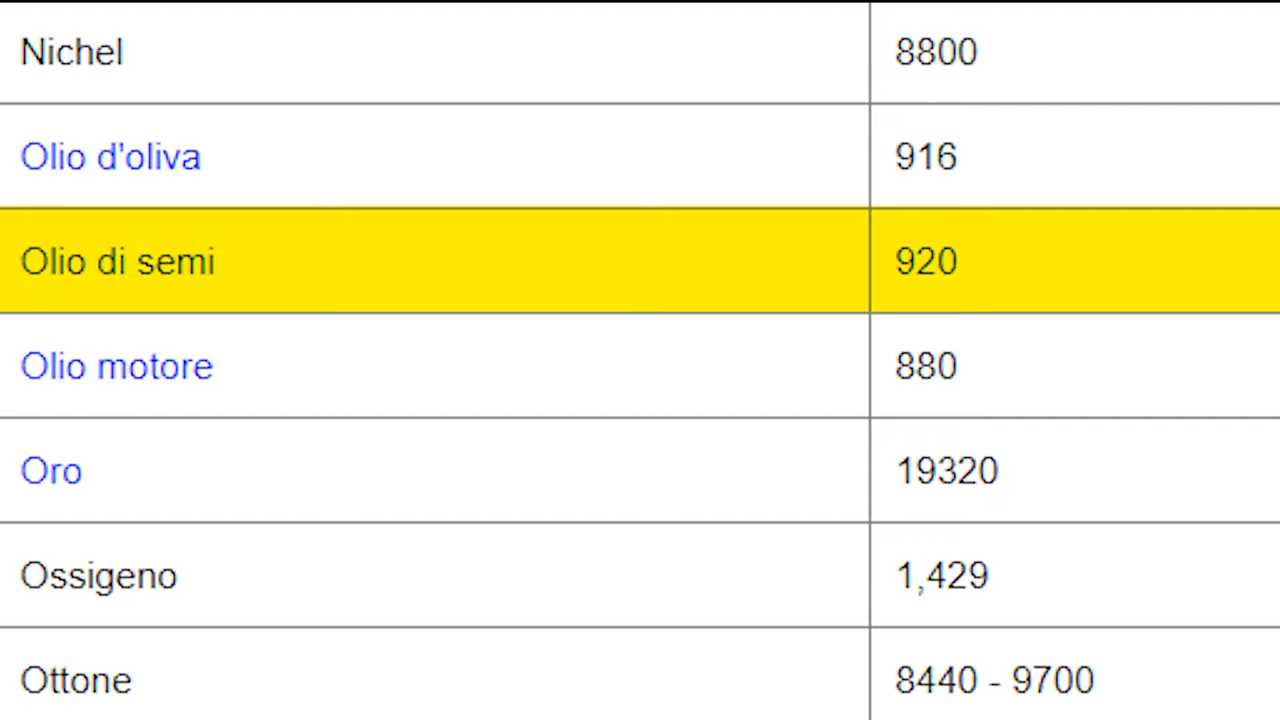 Nichel 8800
Olio d'oliva 916
Olio di semi 920
Olio motore 880
Oro 19320
Ossigeno 1,429
Ottone 8440 - 9700